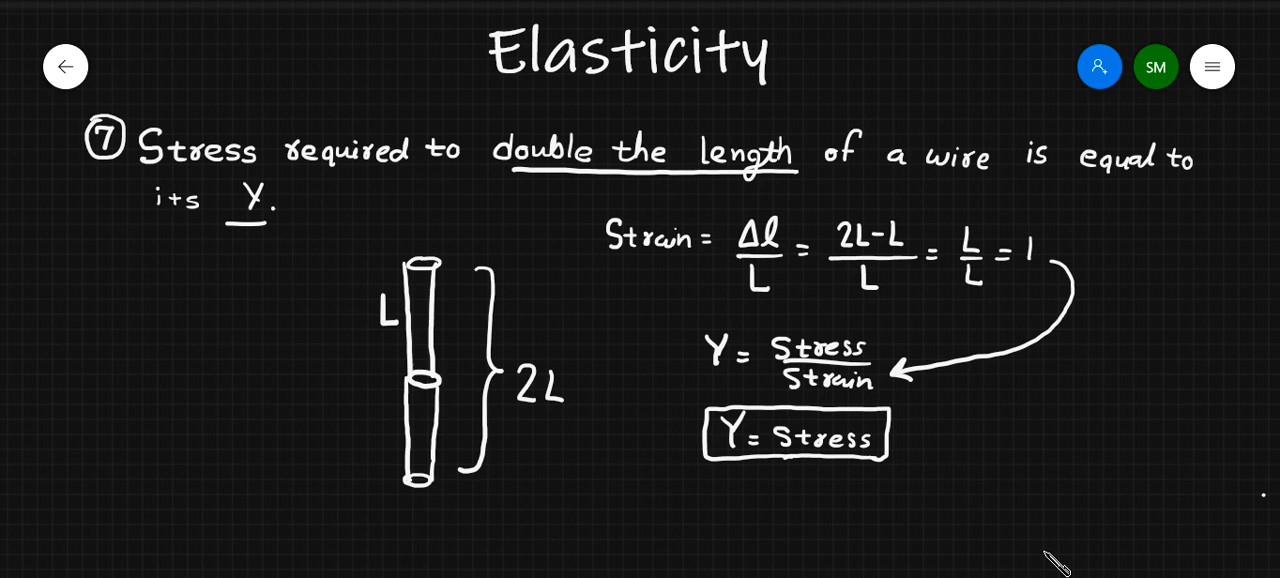 Elasticity
SM
⑦ Stress required to double the length of a wire is equal to
its Y.
Strain = Δl/L = 2L-L/L = L/L = 1
L
2L
Y = Stress/Strain
Y = Stress